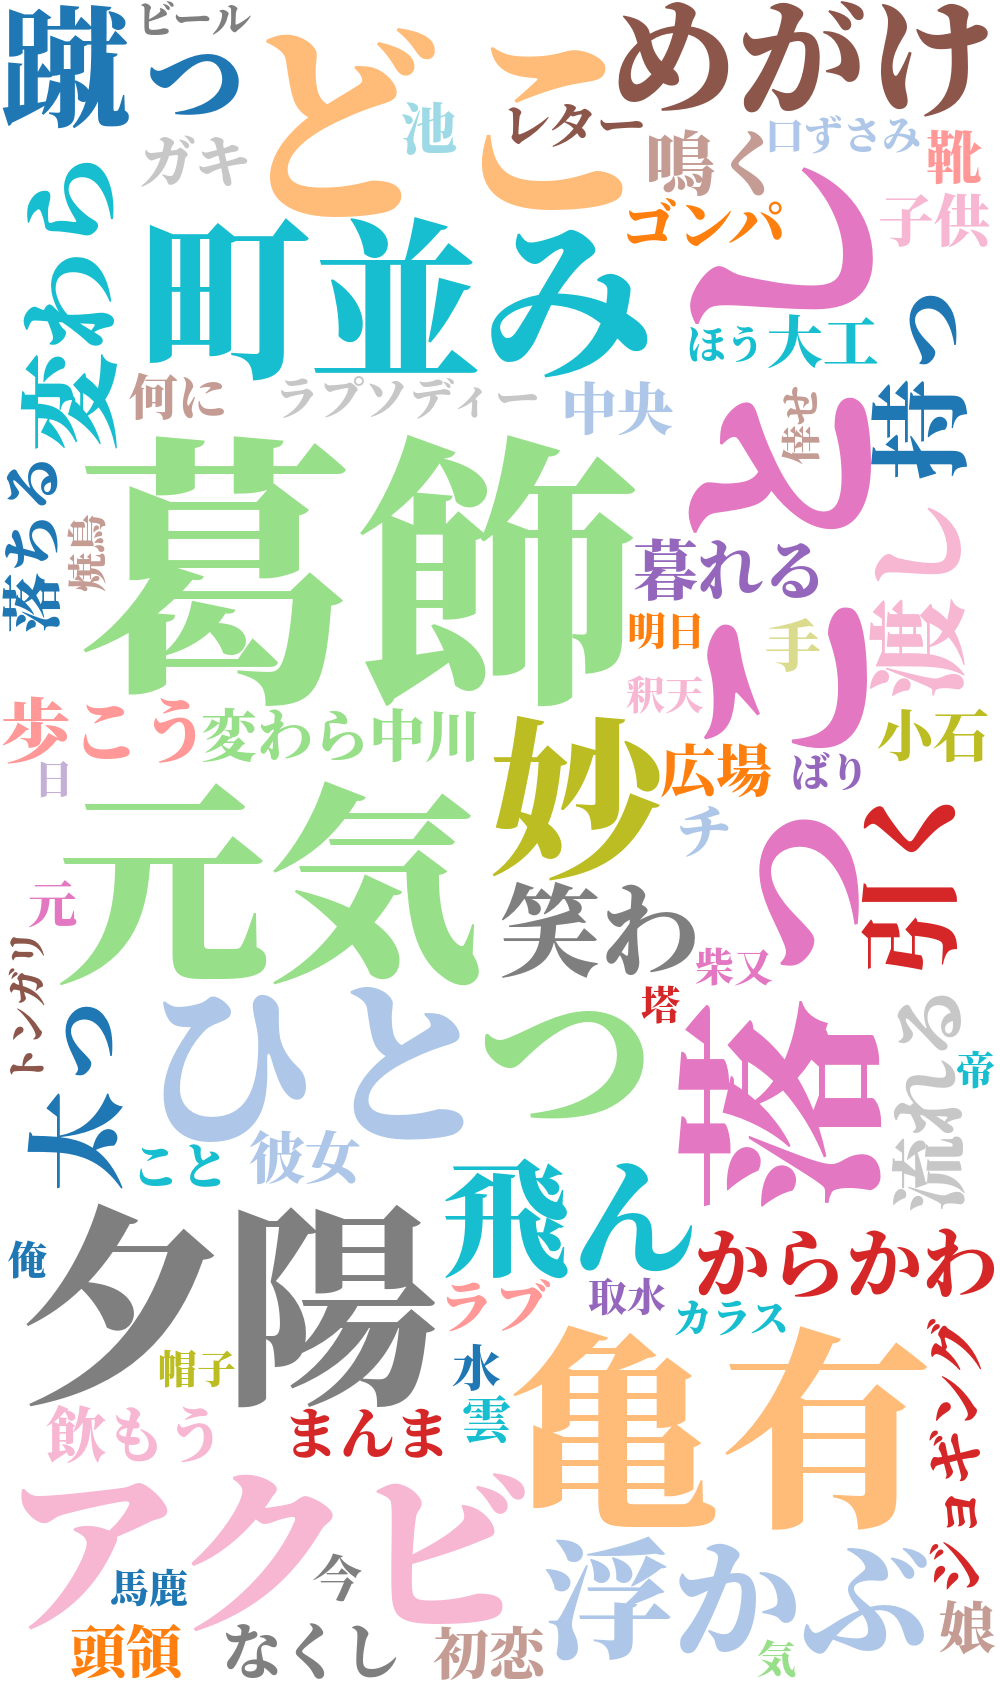 蹴っ
ビール
どこ
めがけ
池
レター
ガキ
鳴く
口ずさみ
靴
子供
ゴンパ
変わら
町並み
落っことし
ほう
大工
持っ
何に
ラプソディー
中央
倖せ
葛飾
落ちる
焼鳥
暮れる
渡し
明日
手
釈天
歩こう
変わら
中川
妙
小石
広場
ばり
日
元気
チ
引く
元
笑わ
柴又
トンガリ
塔
太っ
ひと
つ
流れる
帝
こと
彼女
飛ん
夕陽
俺
からかわ
ラブ
取水
カラス
帽子
水
亀有
ジョギング
雲
飲もう
まんま
アクビ
浮かぶ
馬鹿
今
娘
頭領
なくし
初恋
気